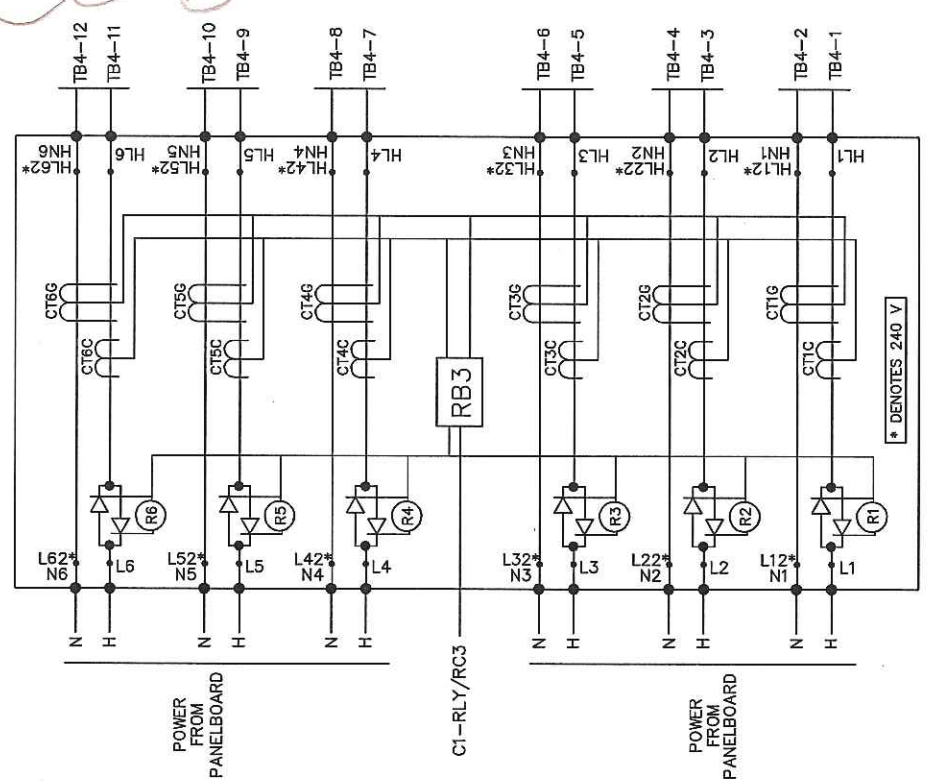 TB4-12
TB4-11
TB4-10
TB4-9
TB4-8
TB4-7
TB4-6
TB4-5
TB4-4
TB4-3
TB4-2
TB4-1
HN6
HL62*
HL6
HN5
HL52*
HL5
HN4
HL42*
HL4
HN3
HL32*
HL3
HN2
HL22*
HL2
HN1
HL12*
HL1
CT6G
CT5G
CT4G
CT3G
CT2G
CT1G
CT6C
CT5C
CT4C
CT3C
CT2C
CT1C
RB3
* DENOTES 240 V
R6
R5
R4
R3
R2
R1
L62*
N6
L6
L52*
N5
L5
L42*
N4
L4
L32*
N3
L3
L22*
N2
L2
L12*
N1
L1
N
H
N
H
N
H
N
H
N
H
N
H
POWER
FROM
PANELBOARD
C1-RLY/RC3
POWER
FROM
PANELBOARD